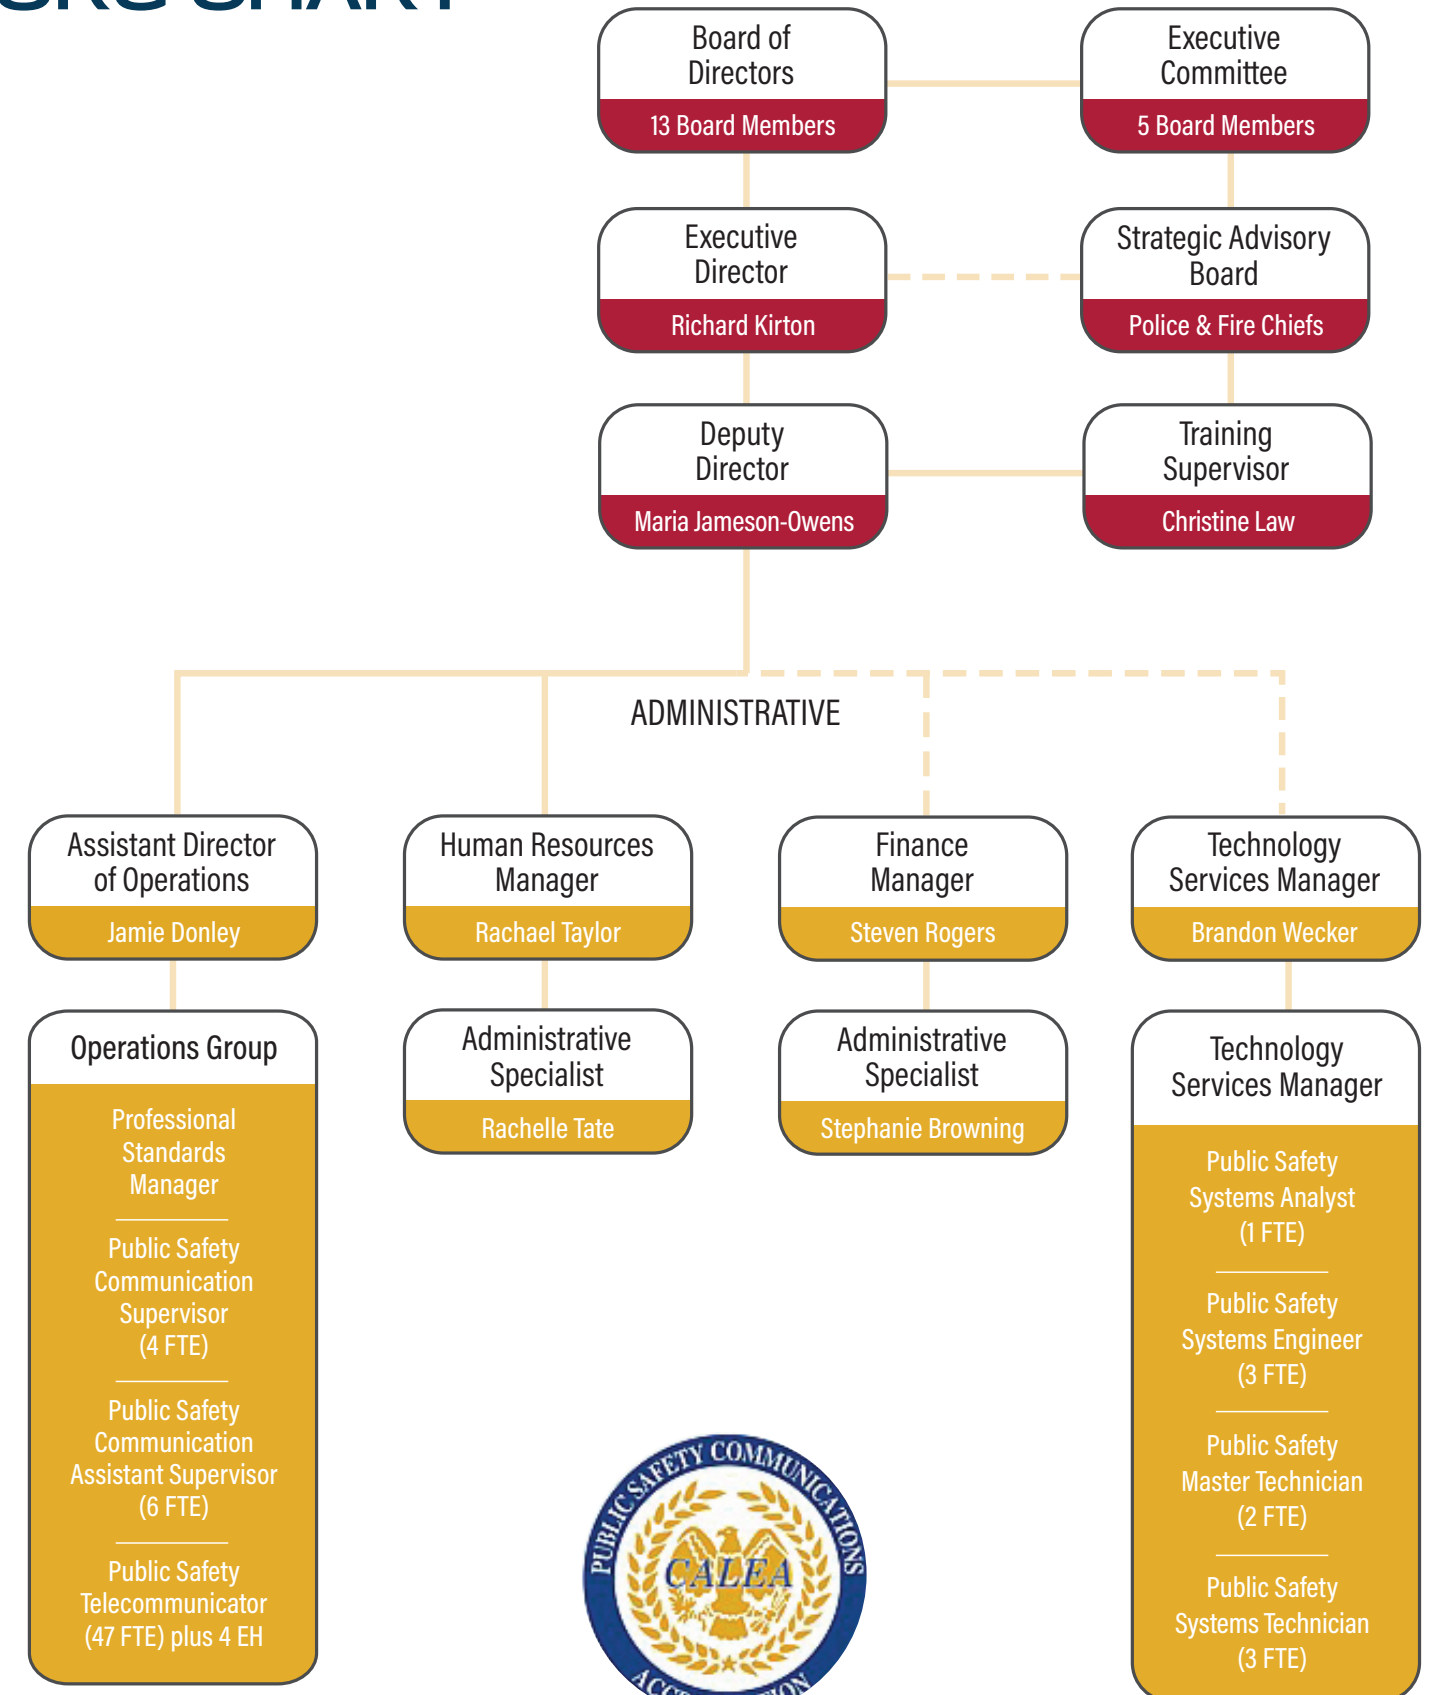 ORG CHART
Board of
Directors
13 Board Members
Executive
Committee
5 Board Members
Executive
Director
Richard Kirton
Strategic Advisory
Board
Police & Fire Chiefs
Deputy
Director
Maria Jameson-Owens
Training
Supervisor
Christine Law
ADMINISTRATIVE
Assistant Director
of Operations
Jamie Donley
Human Resources
Manager
Rachael Taylor
Finance
Manager
Steven Rogers
Technology
Services Manager
Brandon Wecker
Operations Group
Professional
Standards
Manager
Public Safety
Communication
Supervisor
(4 FTE)
Public Safety
Communication
Assistant Supervisor
(6 FTE)
Public Safety
Telecommunicator
(47 FTE) plus 4 EH
Administrative
Specialist
Rachelle Tate
Administrative
Specialist
Stephanie Browning
Technology
Services Manager
Public Safety
Systems Analyst
(1 FTE)
Public Safety
Systems Engineer
(3 FTE)
Public Safety
Master Technician
(2 FTE)
Public Safety
Systems Technician
(3 FTE)
PUBLIC SAFETY COMMUNICATIONS
CALEA